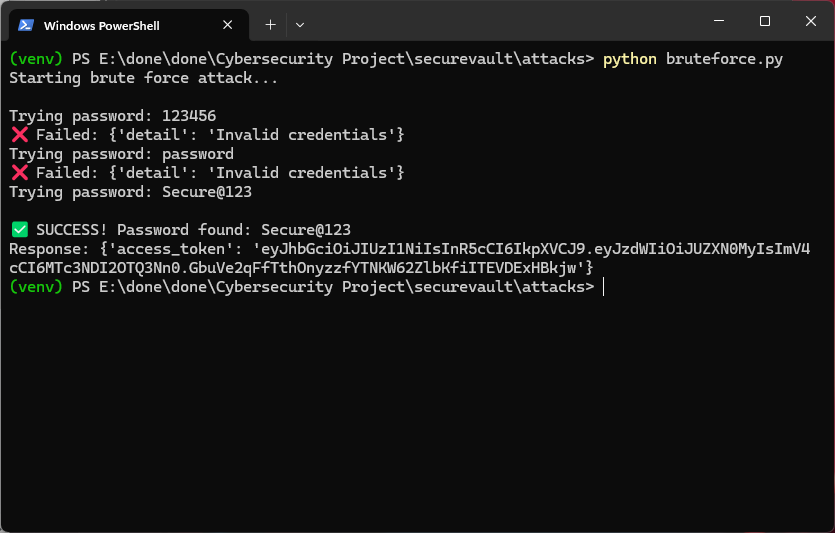 Windows PowerShell
(venv) PS E:\done\done\Cybersecurity Project\securevault\attacks> python bruteforce.py
Starting brute force attack...
Trying password: 123456
❌ Failed: {'detail': 'Invalid credentials'}
Trying password: password
❌ Failed: {'detail': 'Invalid credentials'}
Trying password: Secure@123
✅ SUCCESS! Password found: Secure@123
Response: {'access_token': 'eyJhbGciOiJIUzI1NiIsInR5cCI6IkpXVCJ9.eyJzdWIiOiJUZXN0MyIsImV4
cCI6MTc3NDI2OTQ3Nn0.GbuVe2qFfTthOnyzzfYTNKW62ZlbKfiITEVDExHBkjw'}
(venv) PS E:\done\done\Cybersecurity Project\securevault\attacks>